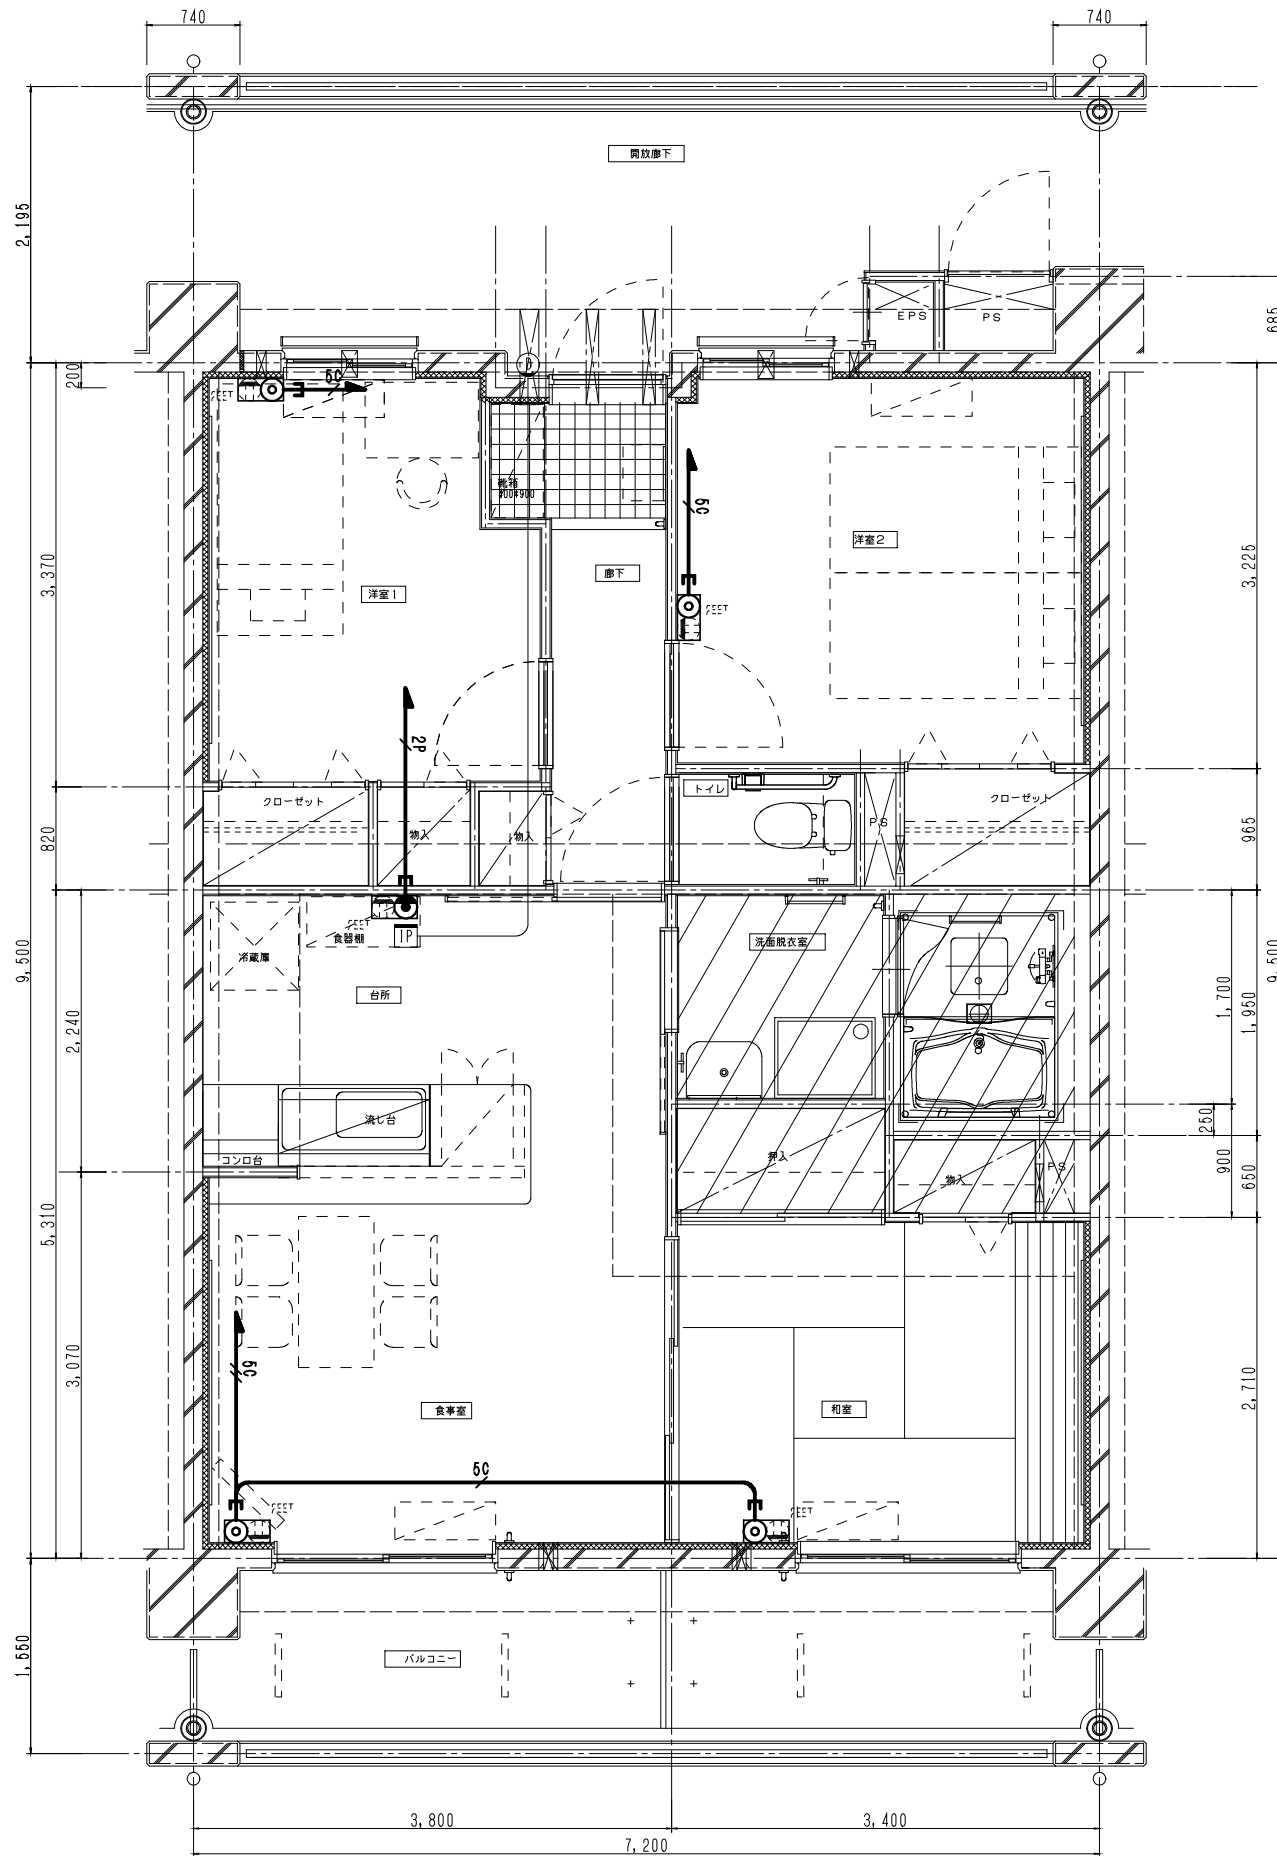 740
740
開放廊下
2,195
EPS
PS
685
200
5C
靴箱
400*900
5C
洋室2
3,370
廊下
洋室1
3,225
2P
トイレ
クローゼット
クローゼット
820
物入
物入
PS
965
食器棚
1P
洗面脱衣室
冷蔵庫
9,500
9,500
台所
2,240
1,700
1,950
流し台
250
コンロ台
押入
900
物入
PS
650
5,310
3,070
5C
食事室
和室
2,710
5C
1,550
バルコニー
3,800
3,400
7,200